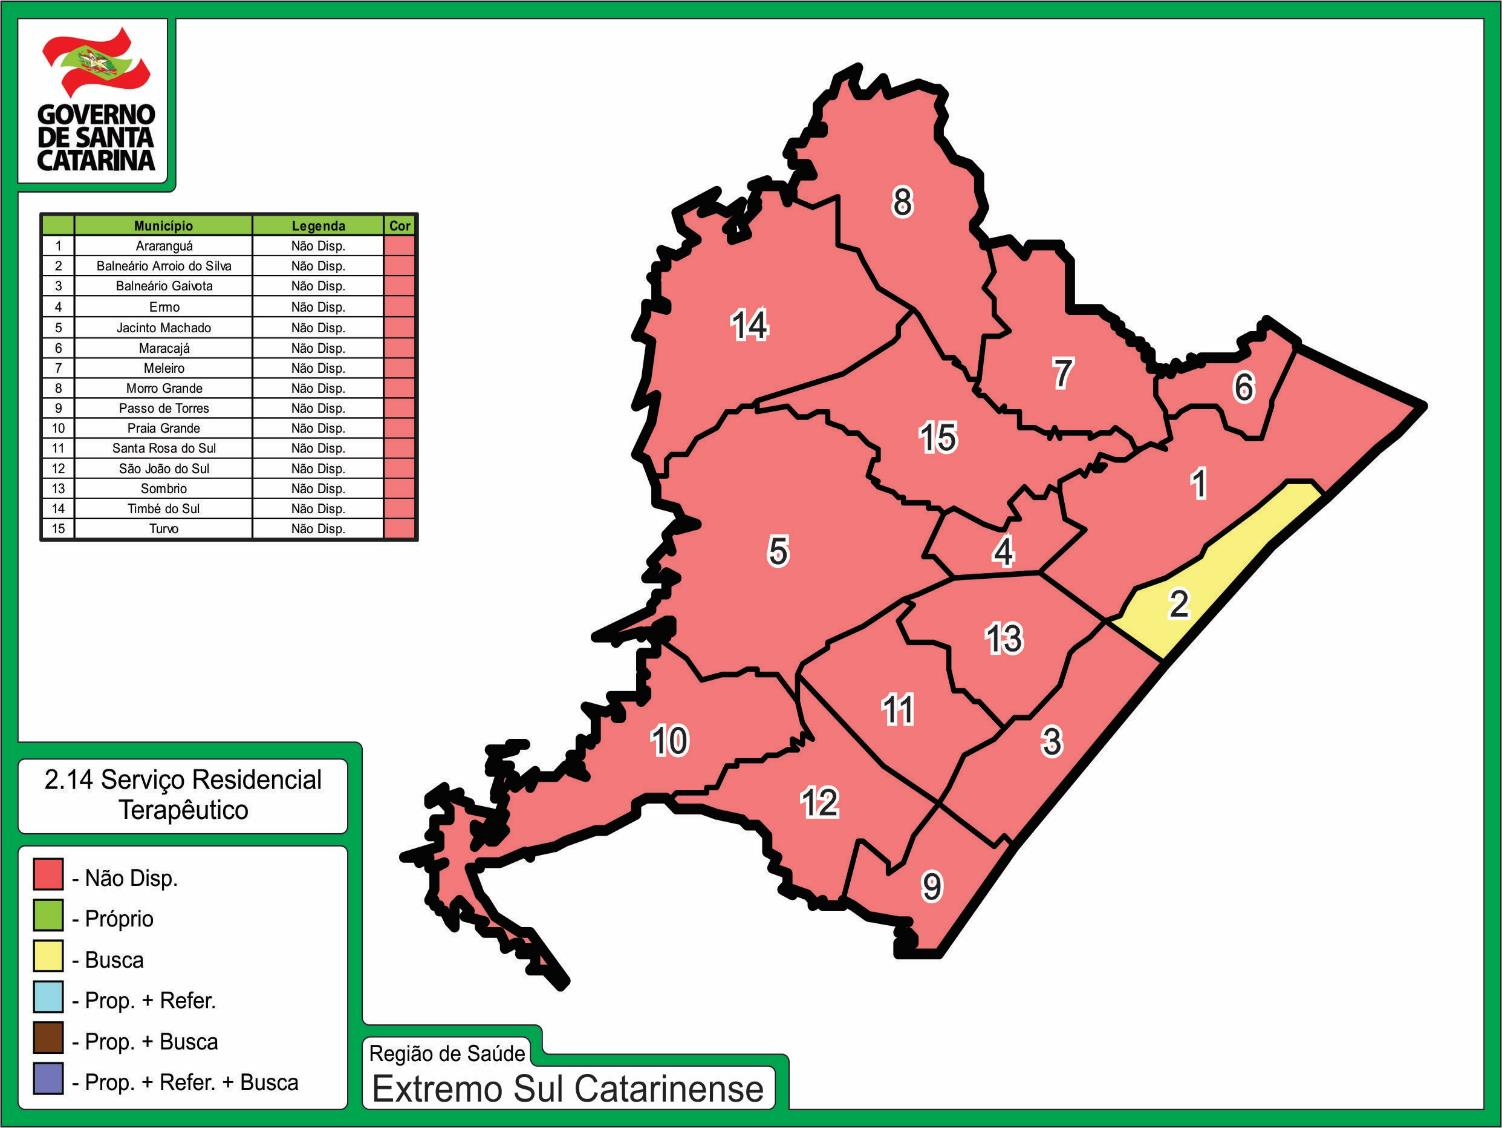 GOVERNO
DE SANTA
CATARINA
Município Legenda Cor
1 Araranguá Não Disp.
2 Balneário Arroio do Silva Não Disp.
3 Balneário Gaivota Não Disp.
4 Ermo Não Disp.
5 Jacinto Machado Não Disp.
6 Maracajá Não Disp.
7 Meleiro Não Disp.
8 Morro Grande Não Disp.
9 Passo de Torres Não Disp.
10 Praia Grande Não Disp.
11 Santa Rosa do Sul Não Disp.
12 São João do Sul Não Disp.
13 Sombrio Não Disp.
14 Timbé do Sul Não Disp.
15 Turvo Não Disp.
8
14
7
6
15
1
5
4
2
13
11
10
3
12
9
2.14 Serviço Residencial
Terapêutico
- Não Disp.
- Próprio
- Busca
- Prop. + Refer.
- Prop. + Busca
- Prop. + Refer. + Busca
Região de Saúde
Extremo Sul Catarinense